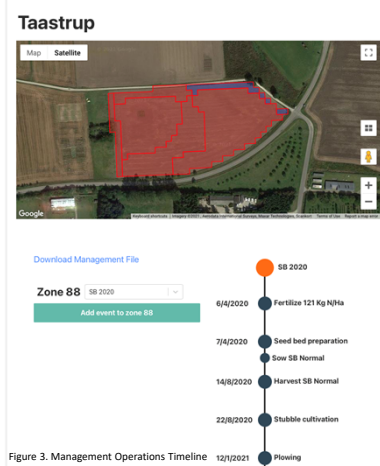 Taastrup
Map Satellite
Google
Download Management File
SB 2020
Zone 88 SB 2020
6/4/2020 Fertilize 121 Kg N/Ha
Add event to zone 88
7/4/2020 Seed bed preparation
Sow SB Normal
14/8/2020 Harvest SB Normal
22/8/2020 Stubble cultivation
Figure 3. Management Operations Timeline 12/1/2021 Plowing